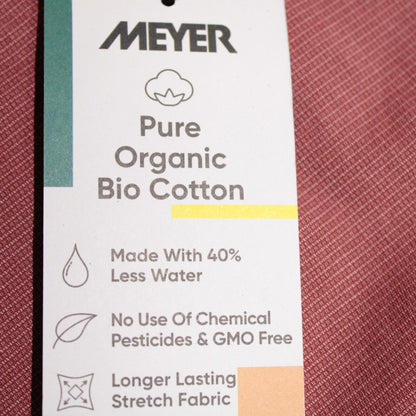 MEYER
Pure
Organic
Bio Cotton
Made With 40%
Less Water
No Use Of Chemical
Pesticides & GMO Free
Longer Lasting
Stretch Fabric